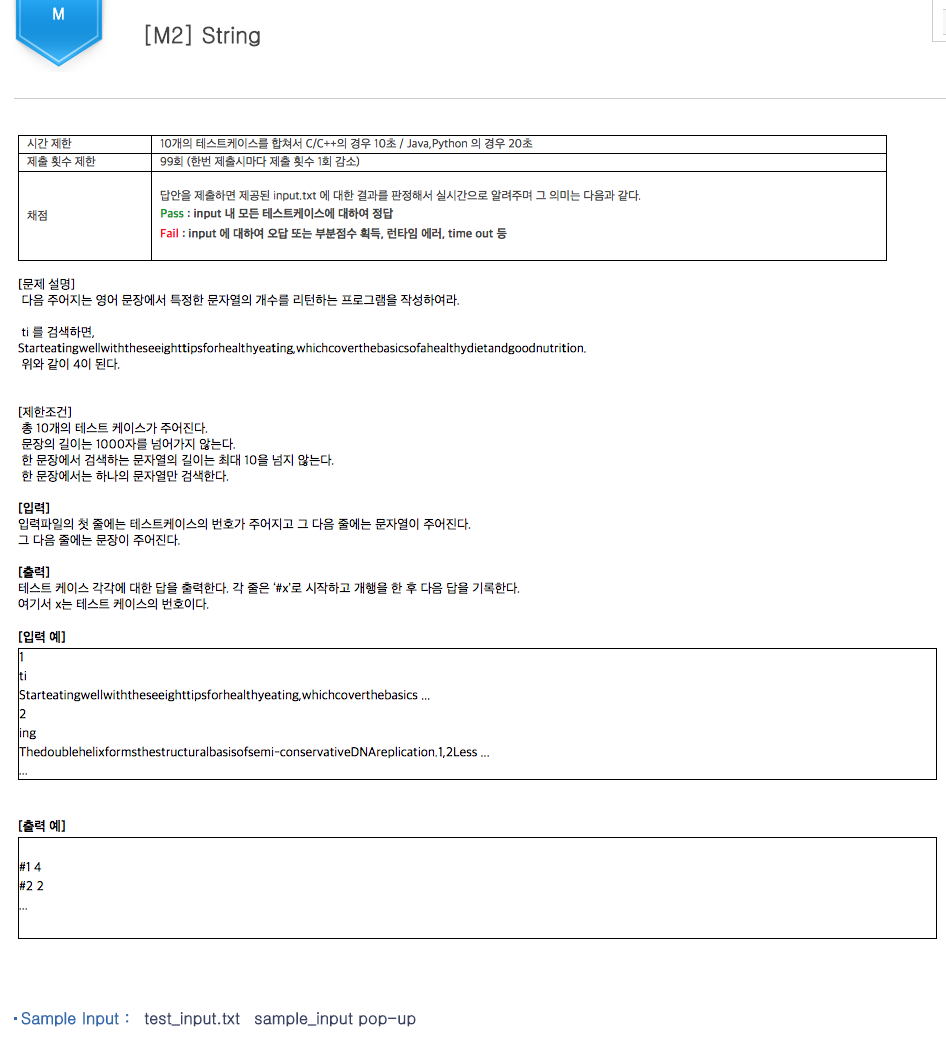 M
[M2] String
시간 제한 10개의 테스트케이스를 합쳐서 C/C++의 경우 10초 / Java,Python 의 경우 20초
제출 횟수 제한 99회 (한번 제출시마다 제출 횟수 1회 감소)
채점
답안을 제출하면 제공된 input.txt 에 대한 결과를 판정해서 실시간으로 알려주며 그 의미는 다음과 같다.
Pass : input 내 모든 테스트케이스에 대하여 정답
Fail : input 에 대하여 오답 또는 부분점수 획득, 런타임 에러, time out 등
[문제 설명]
다음 주어지는 영어 문장에서 특정한 문자열의 개수를 리턴하는 프로그램을 작성하여라.
ti 를 검색하면,
Starteatingwellwiththeseeighttipsforhealthyeating,whichcoverthebasicsofahealthydietandgoodnutrition.
위와 같이 4이 된다.
[제한조건]
총 10개의 테스트 케이스가 주어진다.
문장의 길이는 1000자를 넘어가지 않는다.
한 문장에서 검색하는 문자열의 길이는 최대 10을 넘지 않는다.
한 문장에서는 하나의 문자열만 검색한다.
[입력]
입력파일의 첫 줄에는 테스트케이스의 번호가 주어지고 그 다음 줄에는 문자열이 주어진다.
그 다음 줄에는 문장이 주어진다.
[출력]
테스트 케이스 각각에 대한 답을 출력한다. 각 줄은 '#x'로 시작하고 개행을 한 후 다음 답을 기록한다.
여기서 x는 테스트 케이스의 번호이다.
[입력 예]
1
ti
Starteatingwellwiththeseeighttipsforhealthyeating,whichcoverthebasics ...
2
ing
Thedoublehelixformsthestructuralbasisofsemi-conservativeDNAreplication.1,2Less ...
...
[출력 예]
#1 4
#2 2
...
Sample Input : test_input.txt sample_input pop-up